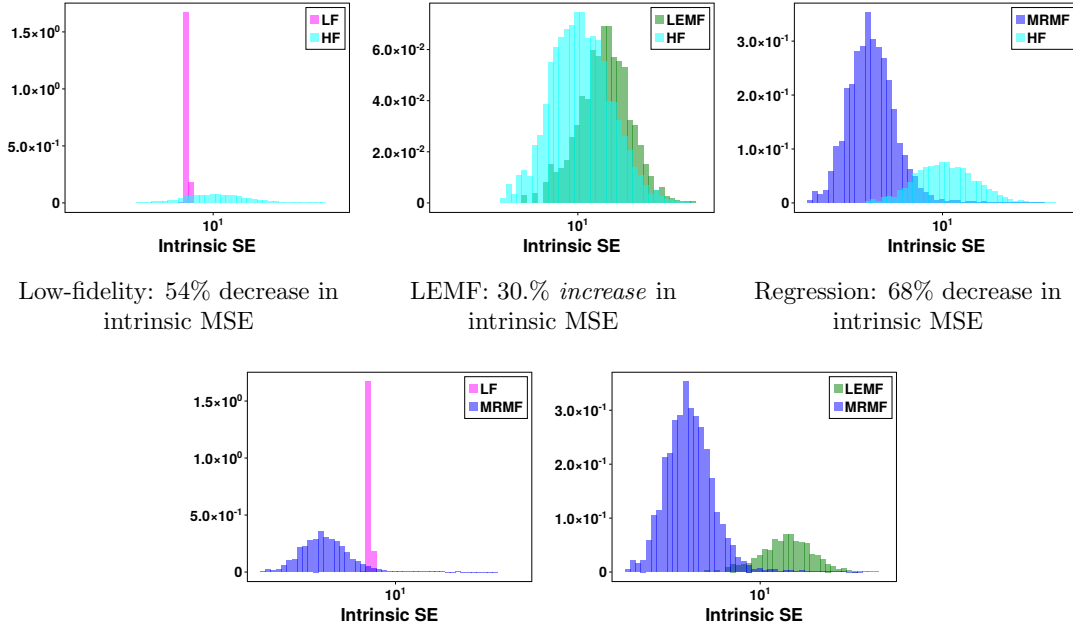 LF
HF
1.5×10⁰
1.0×10⁰
5.0×10⁻¹
0
10¹
Intrinsic SE
LEMF
HF
6.0×10⁻²
4.0×10⁻²
2.0×10⁻²
0
10¹
Intrinsic SE
MRMF
HF
3.0×10⁻¹
2.0×10⁻¹
1.0×10⁻¹
0
10¹
Intrinsic SE
Low-fidelity: 54% decrease in
intrinsic MSE
LEMF: 30.% increase in
intrinsic MSE
Regression: 68% decrease in
intrinsic MSE
LF
MRMF
1.5×10⁰
1.0×10⁰
5.0×10⁻¹
0
10¹
Intrinsic SE
LEMF
MRMF
3.0×10⁻¹
2.0×10⁻¹
1.0×10⁻¹
0
10¹
Intrinsic SE